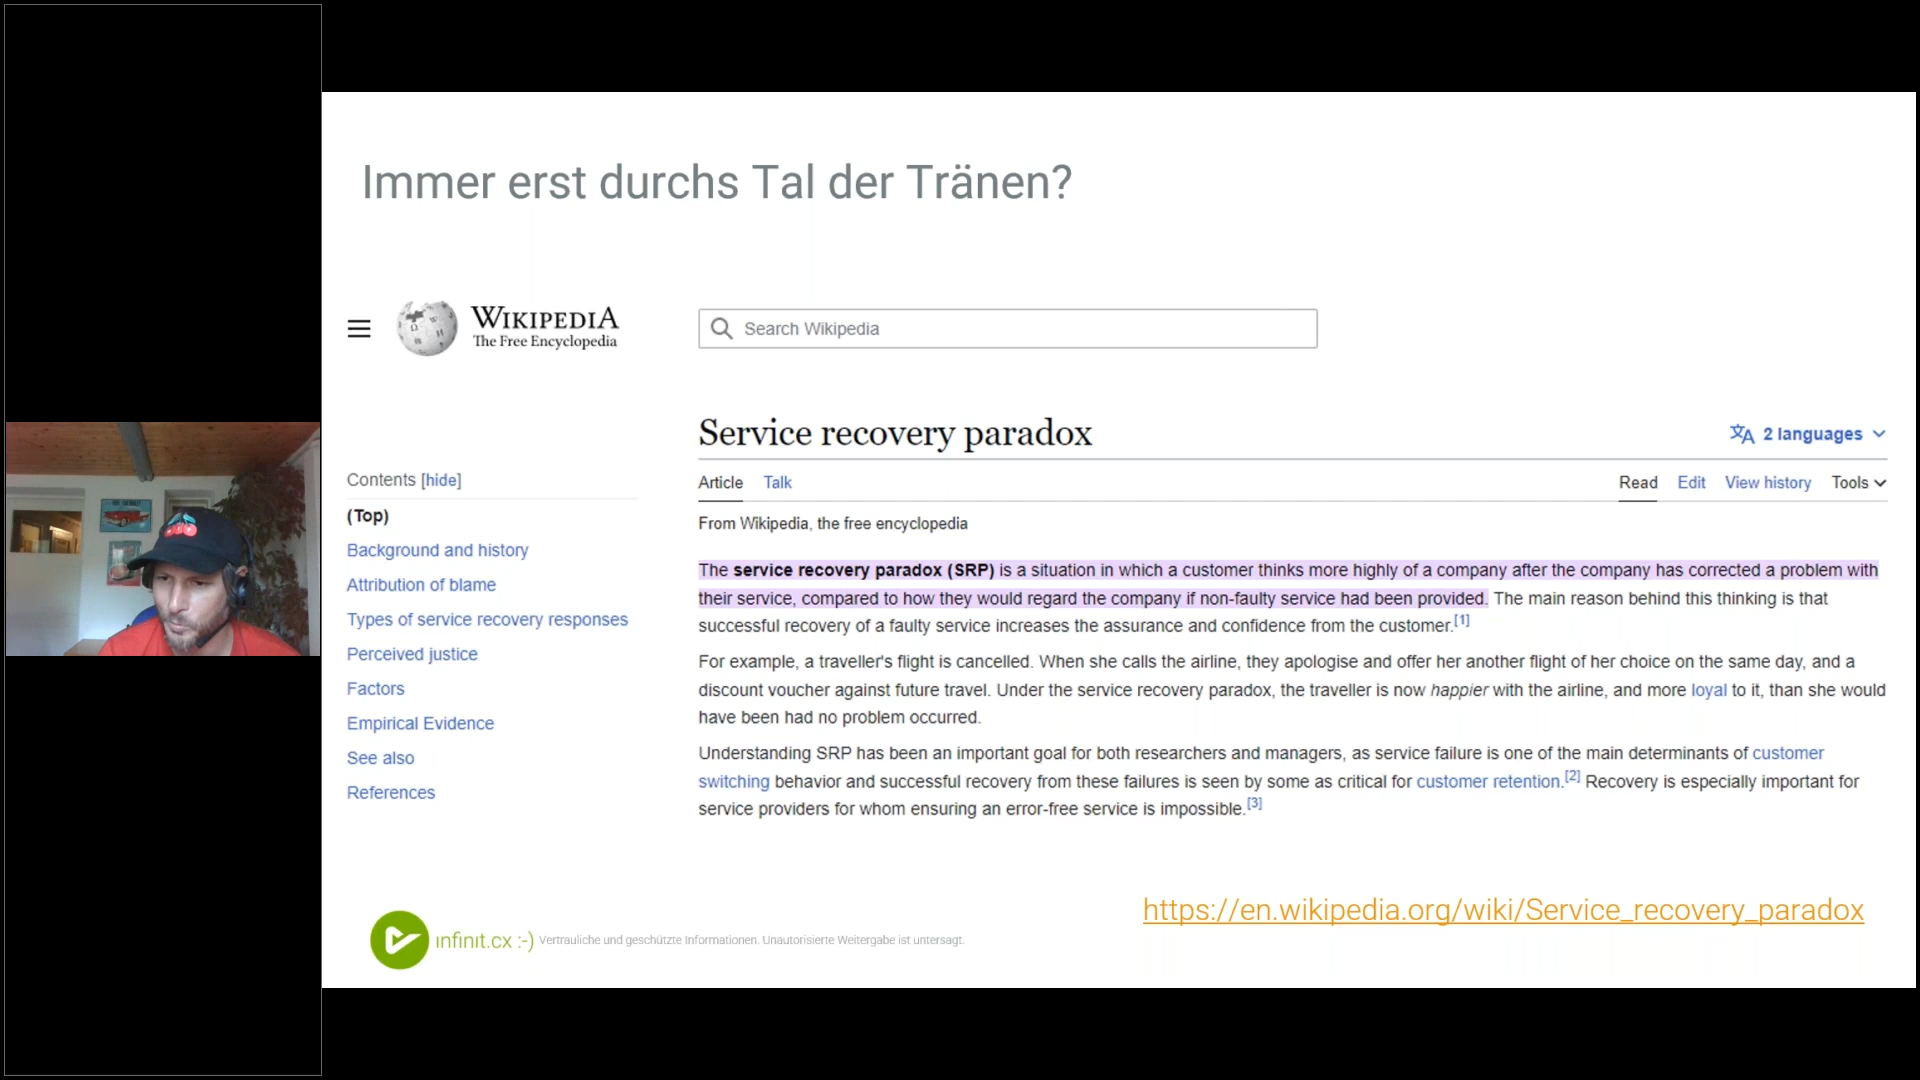 Immer erst durchs Tal der Tränen?
WIKIPEDIA
The Free Encyclopedia
Search Wikipedia
Service recovery paradox
2 languages
Contents [hide]
Article Talk
Read Edit View history Tools
(Top)
Background and history
Attribution of blame
Types of service recovery responses
Perceived justice
Factors
Empirical Evidence
See also
References
From Wikipedia, the free encyclopedia
The service recovery paradox (SRP) is a situation in which a customer thinks more highly of a company after the company has corrected a problem with
their service, compared to how they would regard the company if non-faulty service had been provided. The main reason behind this thinking is that
successful recovery of a faulty service increases the assurance and confidence from the customer.[1]
For example, a traveller's flight is cancelled. When she calls the airline, they apologise and offer her another flight of her choice on the same day, and a
discount voucher against future travel. Under the service recovery paradox, the traveller is now happier with the airline, and more loyal to it, than she would
have been had no problem occurred.
Understanding SRP has been an important goal for both researchers and managers, as service failure is one of the main determinants of customer
switching behavior and successful recovery from these failures is seen by some as critical for customer retention.[2] Recovery is especially important for
service providers for whom ensuring an error-free service is impossible.[3]
https://en.wikipedia.org/wiki/Service_recovery_paradox
infinit.cx :-) Vertrauliche und geschützte Informationen. Unautorisierte Weitergabe ist untersagt.